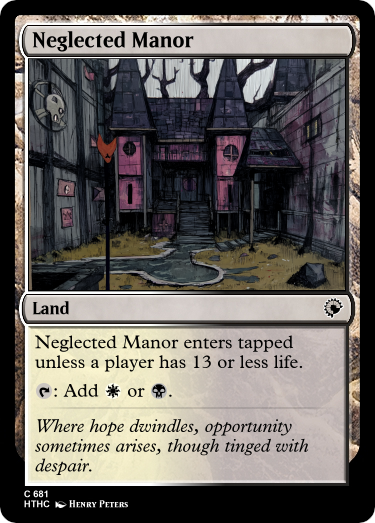 Neglected Manor
Land
Neglected Manor enters tapped
unless a player has 13 or less life.
: Add or .
Where hope dwindles, opportunity
sometimes arises, though tinged with
despair.
C 681
HTHC Henry Peters